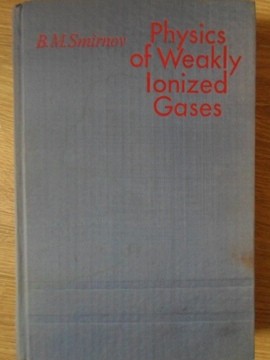 B.M.Smirnov
Physics
of Weakly
Ionized
Gases